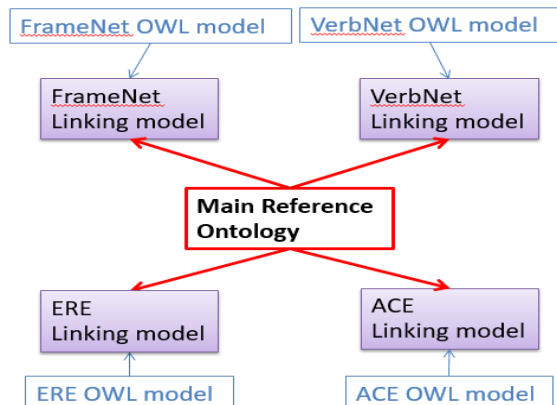 FrameNet OWL model
VerbNet OWL model
FrameNet
Linking model
VerbNet
Linking model
Main Reference
Ontology
ERE
Linking model
ACE
Linking model
ERE OWL model
ACE OWL model